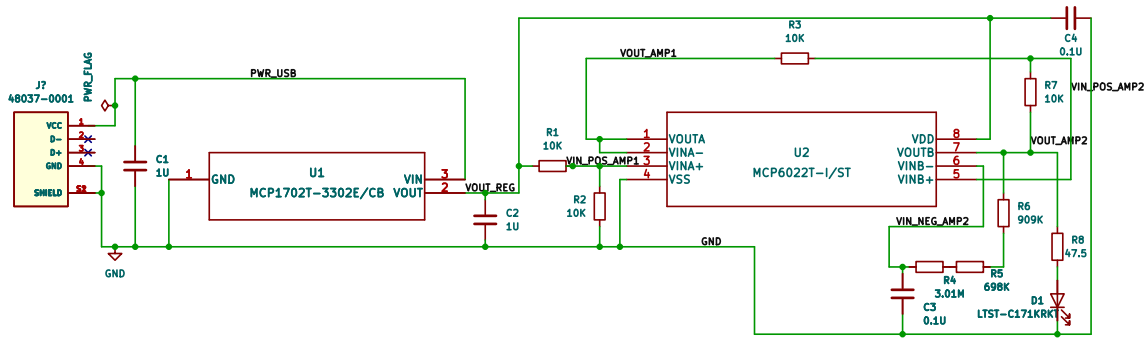 J?
48037-0001
PWR_FLAG
VCC 1
D- 2
D+ 3
GND 4
SHIELD S2
GND
PWR_USB
C1
1U
1 GND
U1
MCP1702T-3302E/CB
VIN 3
VOUT 2
VOUT_REG
C2
1U
R1
10K
VIN_POS_AMP1
R2
10K
VOUT_AMP1
R3
10K
1 VOUTA
2 VINA-
3 VINA+
4 VSS
U2
MCP6022T-I/ST
VDD 8
VOUTB 7
VINB- 6
VINB+ 5
C4
0.1U
R7
10K
VIN_POS_AMP2
VOUT_AMP2
VIN_NEG_AMP2
R6
909K
R8
47.5
R4
3.01M
R5
698K
C3
0.1U
D1
LTST-C171KRKT
GND